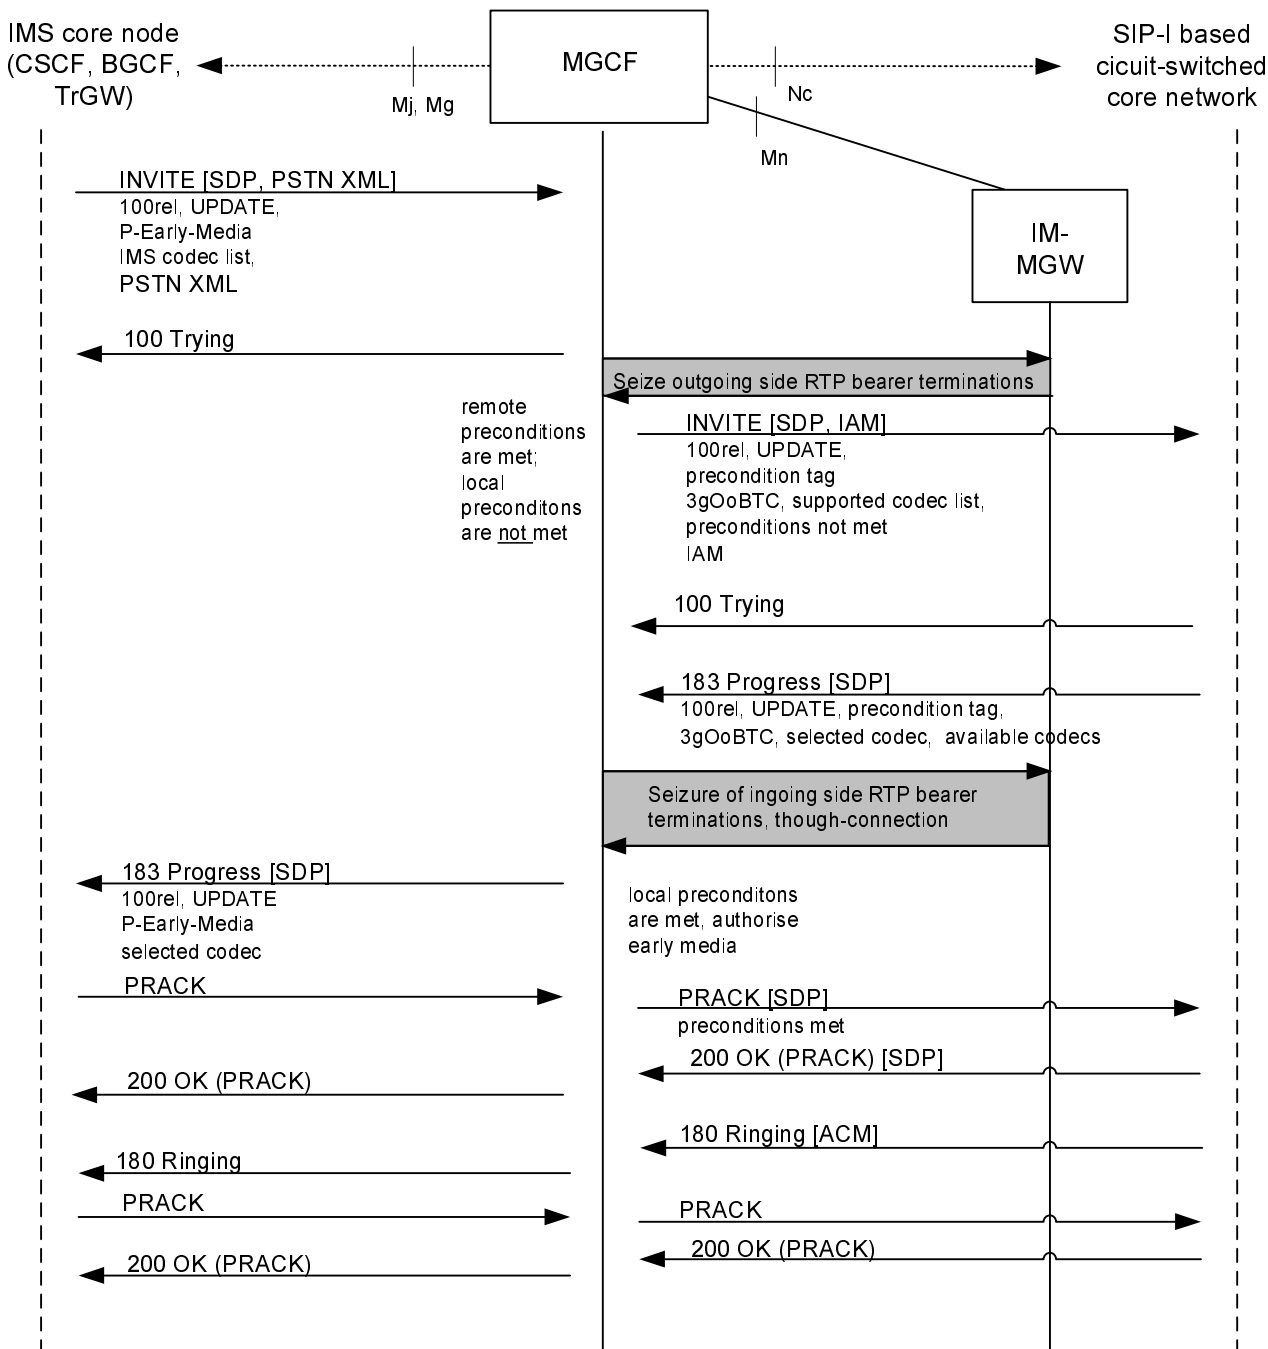 IMS core node
(CSCF, BGCF,
TrGW)
MGCF
SIP-I based
cicuit-switched
core network
Mj, Mg
Nc
Mn
IM-
MGW
INVITE [SDP, PSTN XML]
100rel, UPDATE,
P-Early-Media
IMS codec list,
PSTN XML
100 Trying
Seize outgoing side RTP bearer terminations
remote
preconditions
are met;
local
preconditons
are not met
INVITE [SDP, IAM]
100rel, UPDATE,
precondition tag
3gOoBTC, supported codec list,
preconditions not met
IAM
100 Trying
183 Progress [SDP]
100rel, UPDATE, precondition tag,
3gOoBTC, selected codec, available codecs
Seizure of ingoing side RTP bearer
terminations, though-connection
183 Progress [SDP]
100rel, UPDATE
P-Early-Media
selected codec
local preconditons
are met, authorise
early media
PRACK
PRACK [SDP]
preconditions met
200 OK (PRACK) [SDP]
200 OK (PRACK)
180 Ringing [ACM]
180 Ringing
PRACK
PRACK
200 OK (PRACK)
200 OK (PRACK)